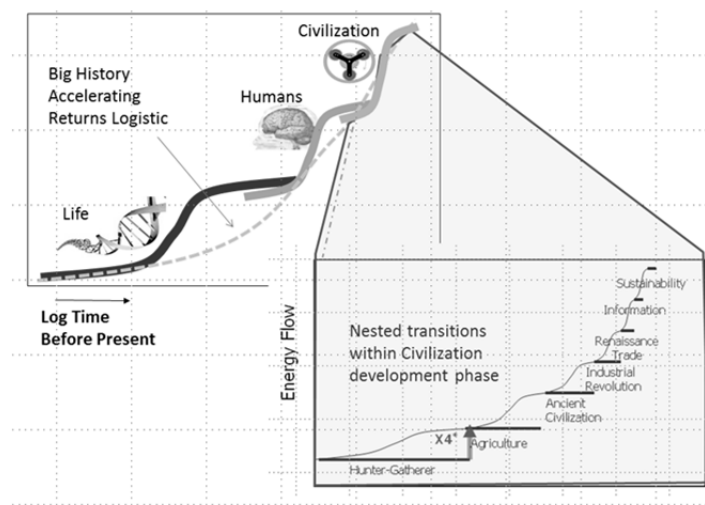 Civilization
Big History
Accelerating
Returns Logistic
Humans
Life
Log Time
Before Present
Energy Flow
Nested transitions
within Civilization
development phase
Sustainability
Information
Renaissance
Trade
Industrial
Revolution
Ancient
Civilization
X4*
Agriculture
Hunter-Gatherer